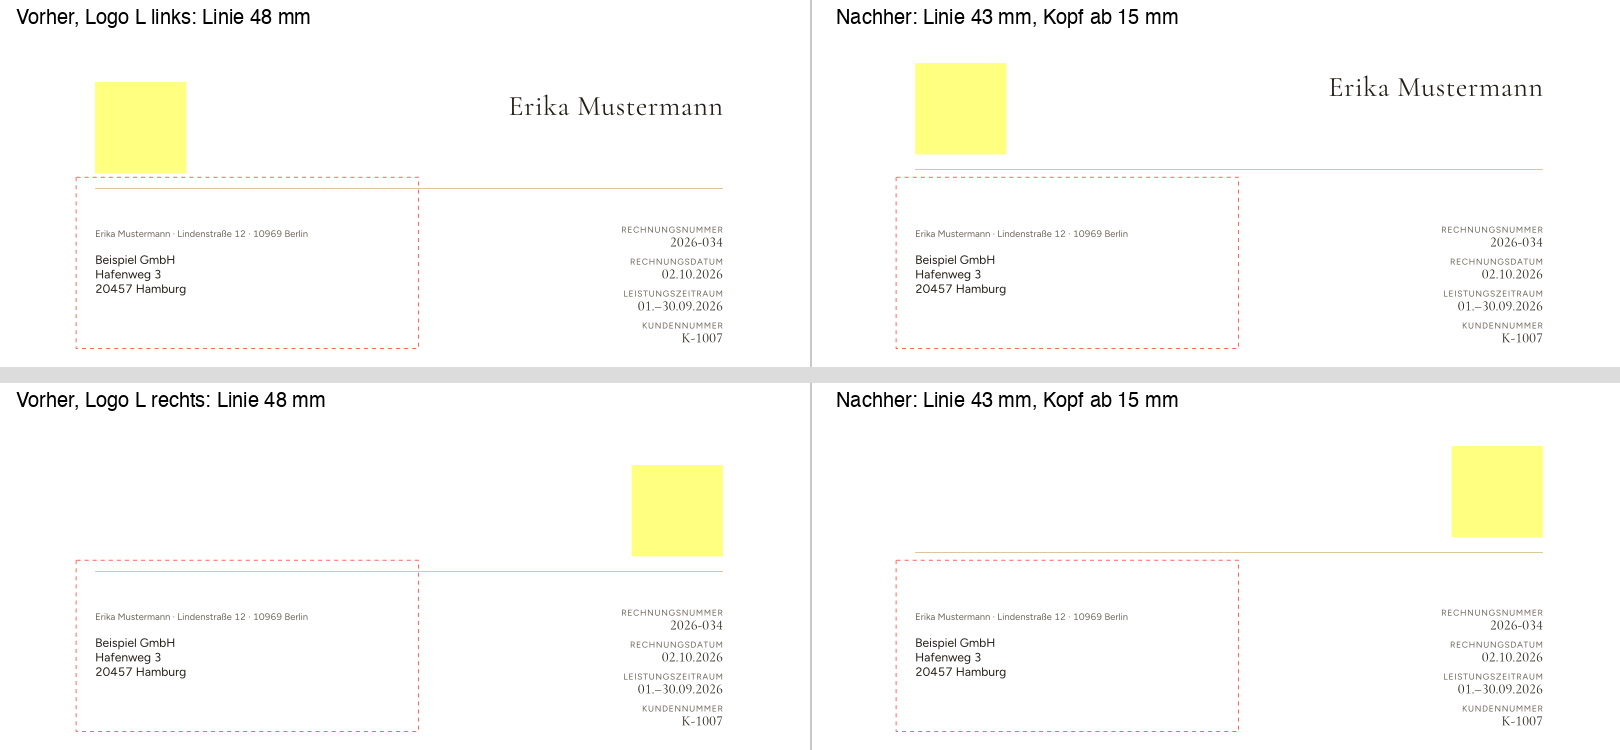 Vorher, Logo L links: Linie 48 mm
Erika Mustermann
Erika Mustermann · Lindenstraße 12 · 10969 Berlin
Beispiel GmbH
Hafenweg 3
20457 Hamburg
RECHNUNGSNUMMER
2026-034
RECHNUNGSDATUM
02.10.2026
LEISTUNGSZEITRAUM
01.–30.09.2026
KUNDENNUMMER
K-1007
Nachher: Linie 43 mm, Kopf ab 15 mm
Erika Mustermann
Erika Mustermann · Lindenstraße 12 · 10969 Berlin
Beispiel GmbH
Hafenweg 3
20457 Hamburg
RECHNUNGSNUMMER
2026-034
RECHNUNGSDATUM
02.10.2026
LEISTUNGSZEITRAUM
01.–30.09.2026
KUNDENNUMMER
K-1007
Vorher, Logo L rechts: Linie 48 mm
Erika Mustermann · Lindenstraße 12 · 10969 Berlin
Beispiel GmbH
Hafenweg 3
20457 Hamburg
RECHNUNGSNUMMER
2026-034
RECHNUNGSDATUM
02.10.2026
LEISTUNGSZEITRAUM
01.–30.09.2026
KUNDENNUMMER
K-1007
Nachher: Linie 43 mm, Kopf ab 15 mm
Erika Mustermann · Lindenstraße 12 · 10969 Berlin
Beispiel GmbH
Hafenweg 3
20457 Hamburg
RECHNUNGSNUMMER
2026-034
RECHNUNGSDATUM
02.10.2026
LEISTUNGSZEITRAUM
01.–30.09.2026
KUNDENNUMMER
K-1007